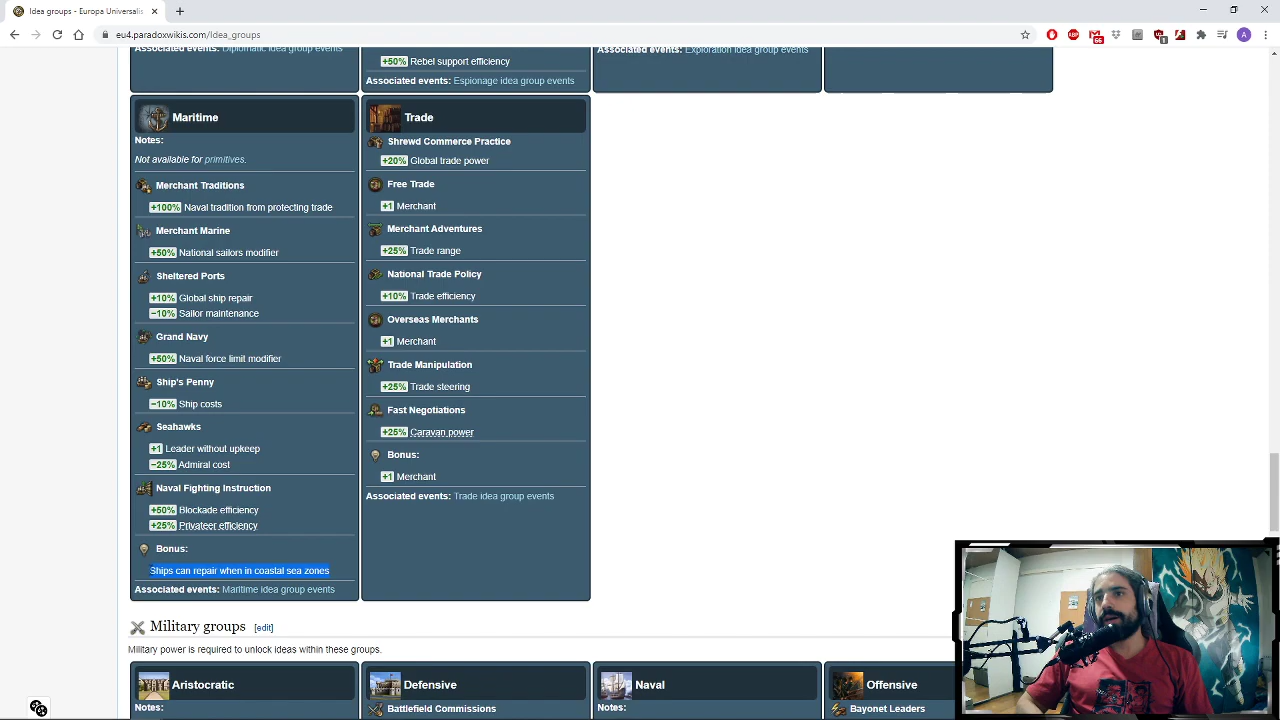 Idea groups - Europa Universalis
eu4.paradoxwikis.com/Idea_groups
66
1
A
Associated events: Diplomatic idea group events
+50% Rebel support efficiency
Associated events: Espionage idea group events
Associated events: Exploration idea group events
Maritime
Notes:
Not available for primitives.
Merchant Traditions
+100% Naval tradition from protecting trade
Merchant Marine
+50% National sailors modifier
Sheltered Ports
+10% Global ship repair
−10% Sailor maintenance
Grand Navy
+50% Naval force limit modifier
Ship's Penny
−10% Ship costs
Seahawks
+1 Leader without upkeep
−25% Admiral cost
Naval Fighting Instruction
+50% Blockade efficiency
+25% Privateer efficiency
Bonus:
Ships can repair when in coastal sea zones
Associated events: Maritime idea group events
Trade
Shrewd Commerce Practice
+20% Global trade power
Free Trade
+1 Merchant
Merchant Adventures
+25% Trade range
National Trade Policy
+10% Trade efficiency
Overseas Merchants
+1 Merchant
Trade Manipulation
+25% Trade steering
Fast Negotiations
+25% Caravan power
Bonus:
+1 Merchant
Associated events: Trade idea group events
Military groups [edit]
Military power is required to unlock ideas within these groups.
Aristocratic
Notes:
Defensive
Battlefield Commissions
Naval
Notes:
Offensive
Bayonet Leaders